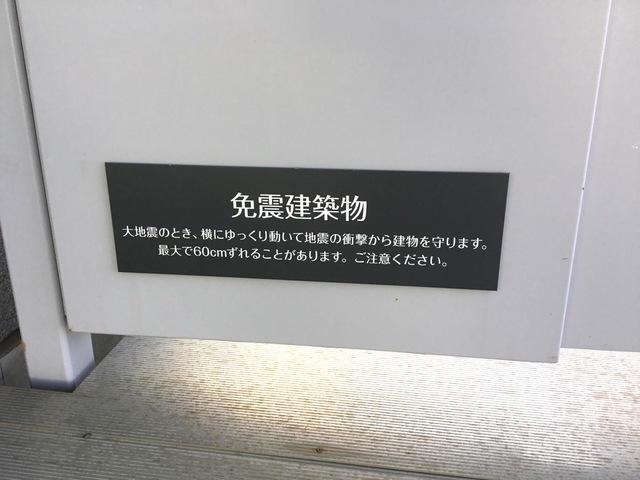 免震建築物
大地震のとき、横にゆっくり動いて地震の衝撃から建物を守ります。
最大で60cmずれることがあります。ご注意ください。